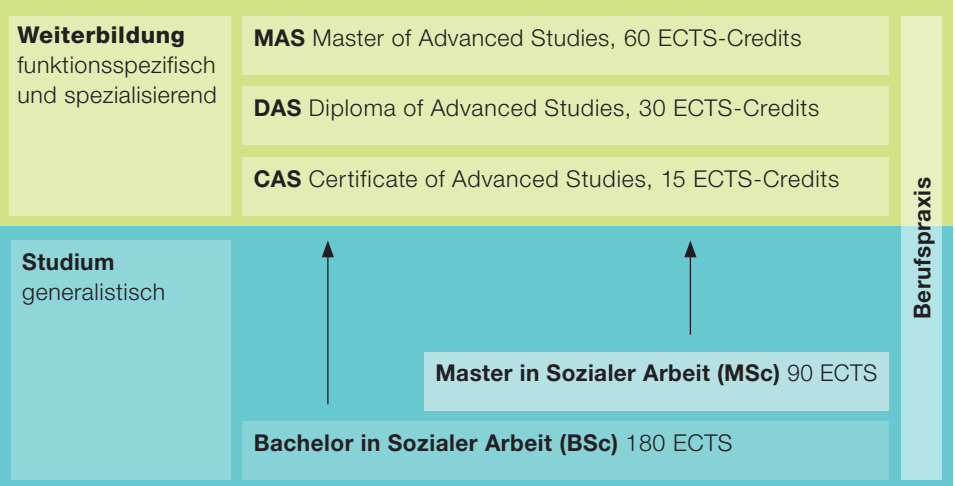 Weiterbildung
funktionsspezifisch
und spezialisierend
MAS Master of Advanced Studies, 60 ECTS-Credits
DAS Diploma of Advanced Studies, 30 ECTS-Credits
CAS Certificate of Advanced Studies, 15 ECTS-Credits
Studium
generalistisch
Master in Sozialer Arbeit (MSc) 90 ECTS
Bachelor in Sozialer Arbeit (BSc) 180 ECTS
Berufspraxis